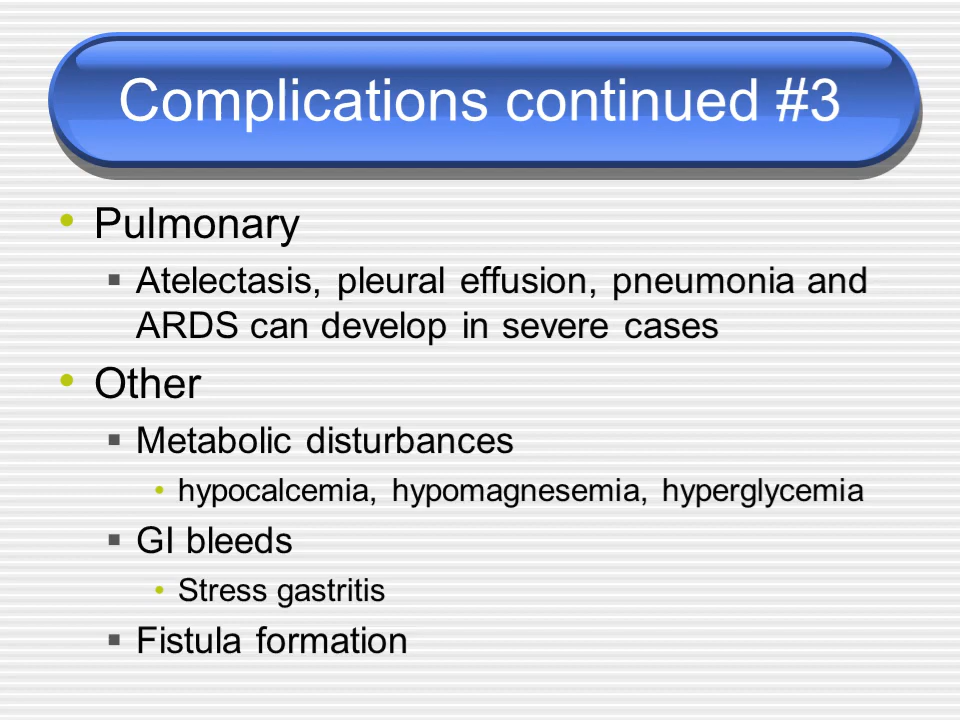 Complications continued #3
• Pulmonary
▪ Atelectasis, pleural effusion, pneumonia and
ARDS can develop in severe cases
• Other
▪ Metabolic disturbances
• hypocalcemia, hypomagnesemia, hyperglycemia
▪ GI bleeds
• Stress gastritis
▪ Fistula formation